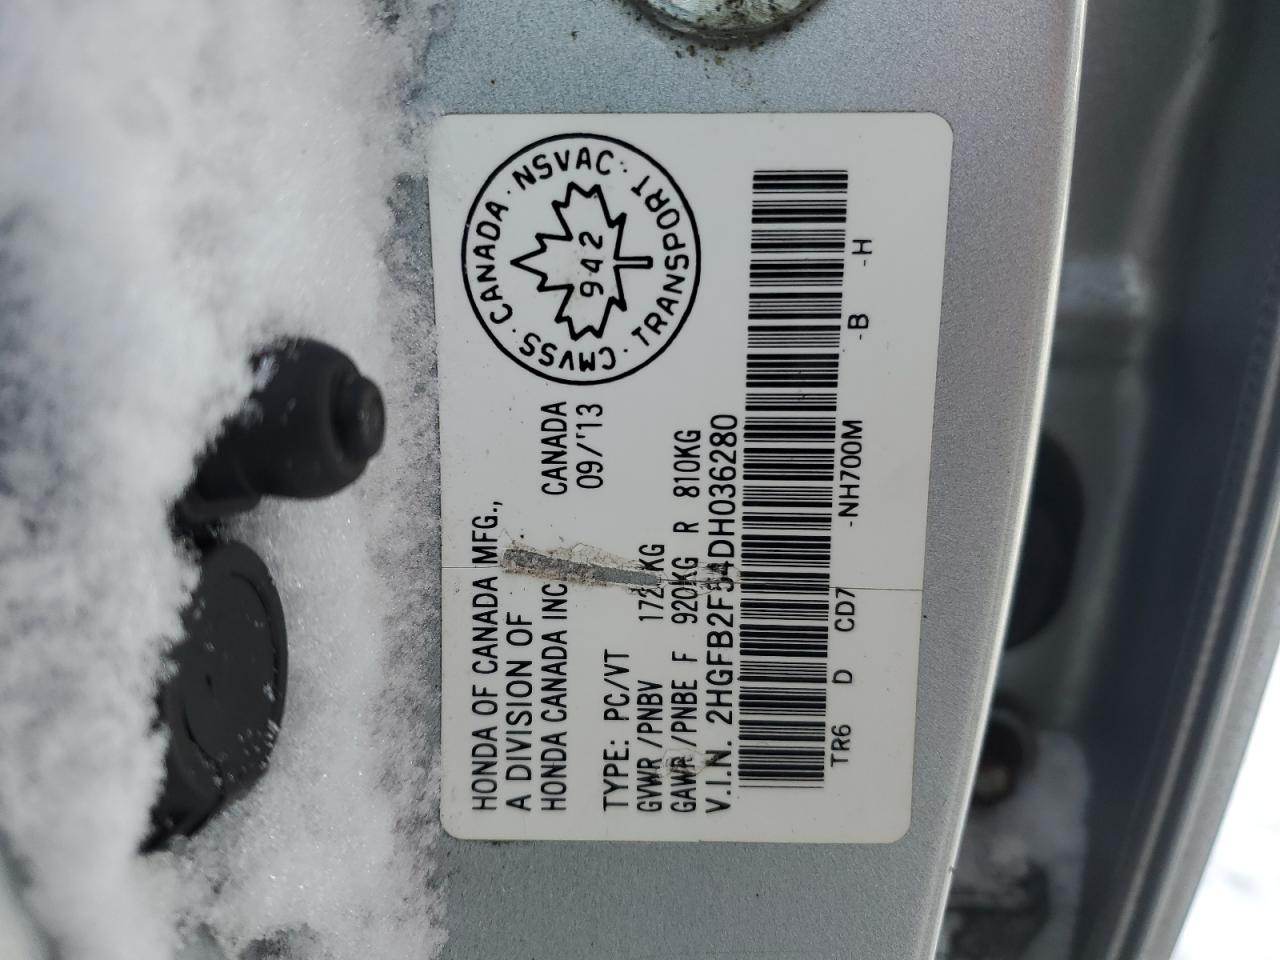 HONDA OF CANADA MFG.,
A DIVISION OF
HONDA CANADA INC
CANADA
09/'13
TYPE: PC/VT
GVWR/PNBV
GAWR/PNBE F 920KG R 810KG
V.I.N. 2HGFB2F54DH036280
TR6 D CD7 -NH700M -B -H
CMVSS · CANADA · NSVAC · TRANSPORT
942